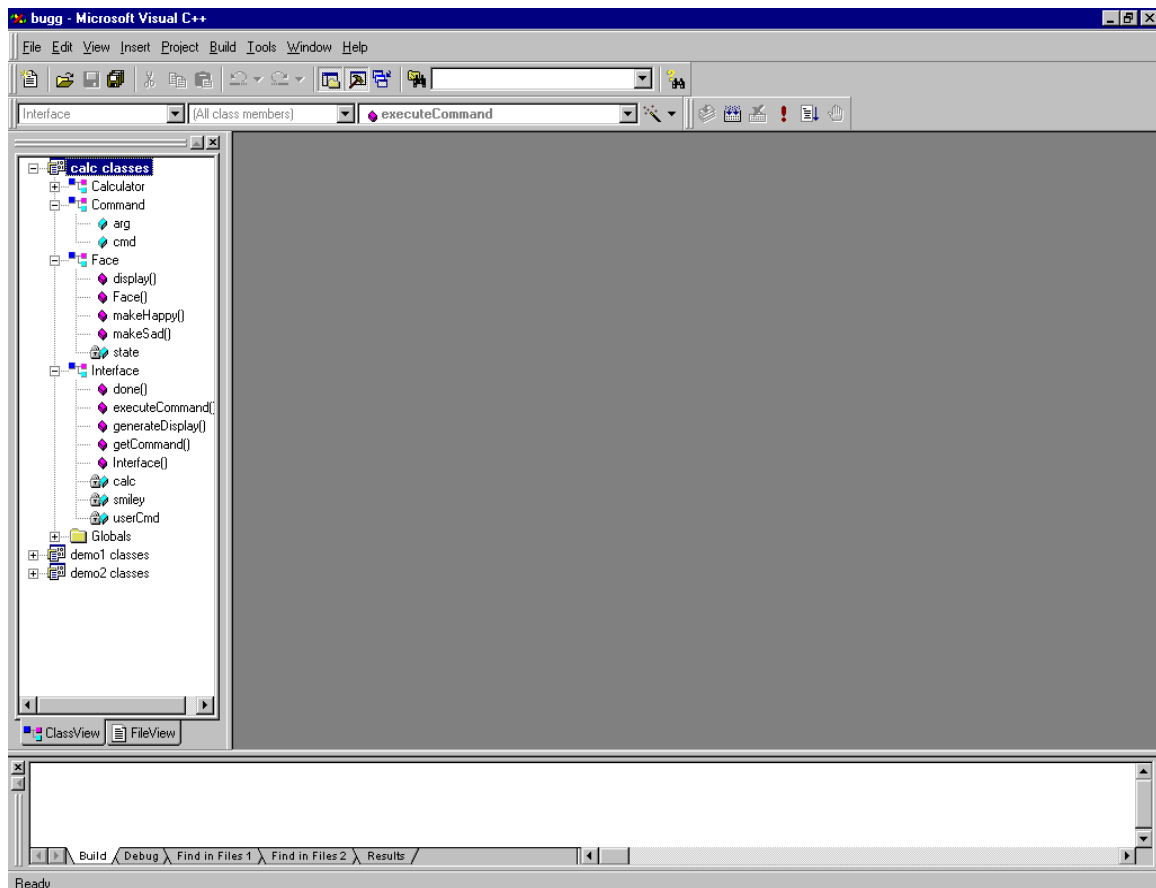 bugg - Microsoft Visual C++
File Edit View Insert Project Build Tools Window Help
Interface (All class members) executeCommand
calc classes
Calculator
Command
arg
cmd
Face
display()
Face()
makeHappy()
makeSad()
state
Interface
done()
executeCommand(
generateDisplay()
getCommand()
Interface()
calc
smiley
userCmd
Globals
demo1 classes
demo2 classes
ClassView FileView
Build Debug Find in Files 1 Find in Files 2 Results
Ready